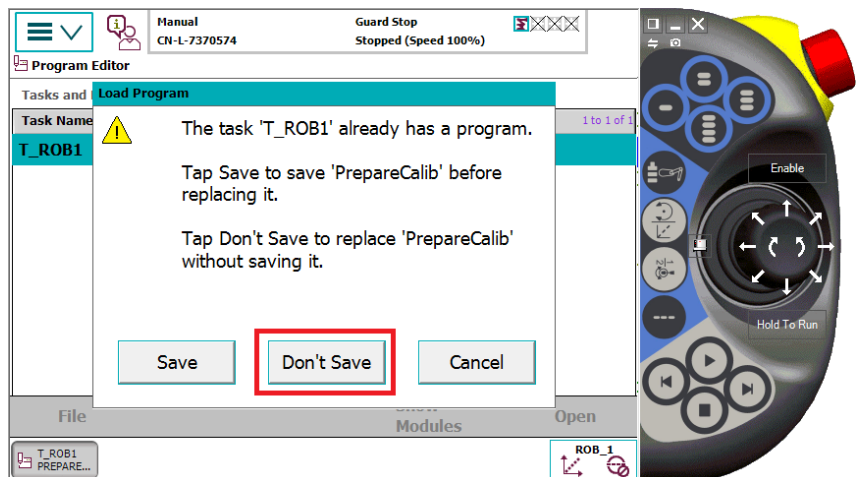 Manual
CN-L-7370574
Guard Stop
Stopped (Speed 100%)
Program Editor
Tasks and
Load Program
Task Name
1 to 1 of 1
T_ROB1
The task 'T_ROB1' already has a program.
Tap Save to save 'PrepareCalib' before
replacing it.
Tap Don't Save to replace 'PrepareCalib'
without saving it.
Save
Don't Save
Cancel
File
Modules
Open
T_ROB1
PREPARE...
ROB_1
Enable
Hold To Run